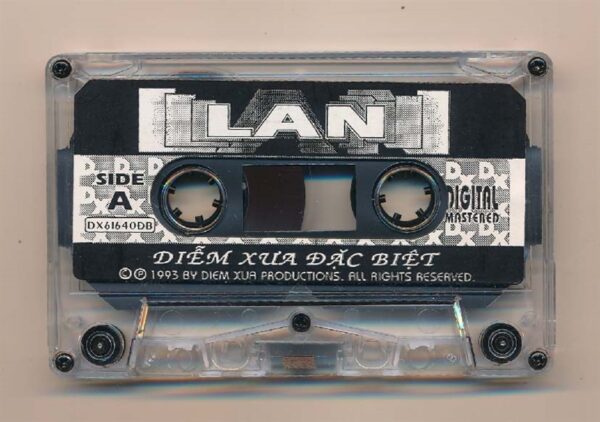 LAN
SIDE
A
DX61640DB
DIGITAL
MASTERED
DIỄM XƯA ĐẶC BIỆT
© ℗ 1993 BY DIEM XUA PRODUCTIONS. ALL RIGHTS RESERVED.